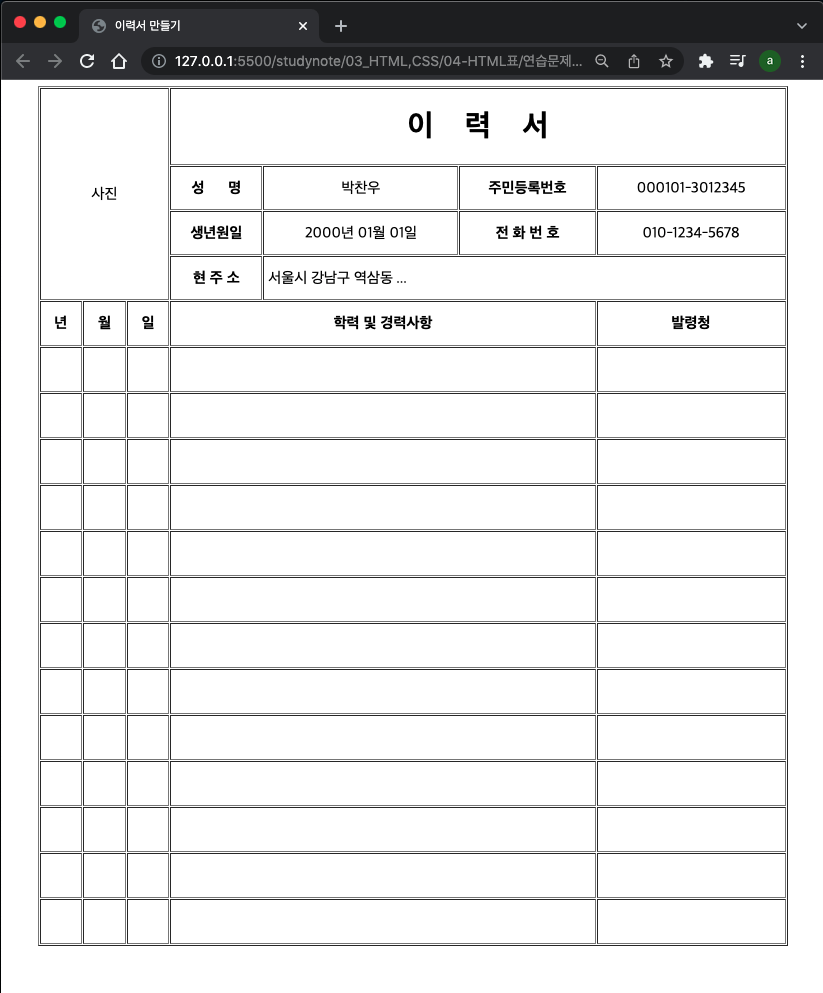 이력서 만들기
127.0.0.1:5500/studynote/03_HTML,CSS/04-HTML표/연습문제...
a
사진
이 력 서
성 명 박찬우 주민등록번호 000101-3012345
생년원일 2000년 01월 01일 전 화 번 호 010-1234-5678
현 주 소 서울시 강남구 역삼동 ...
년 월 일 학력 및 경력사항 발령청